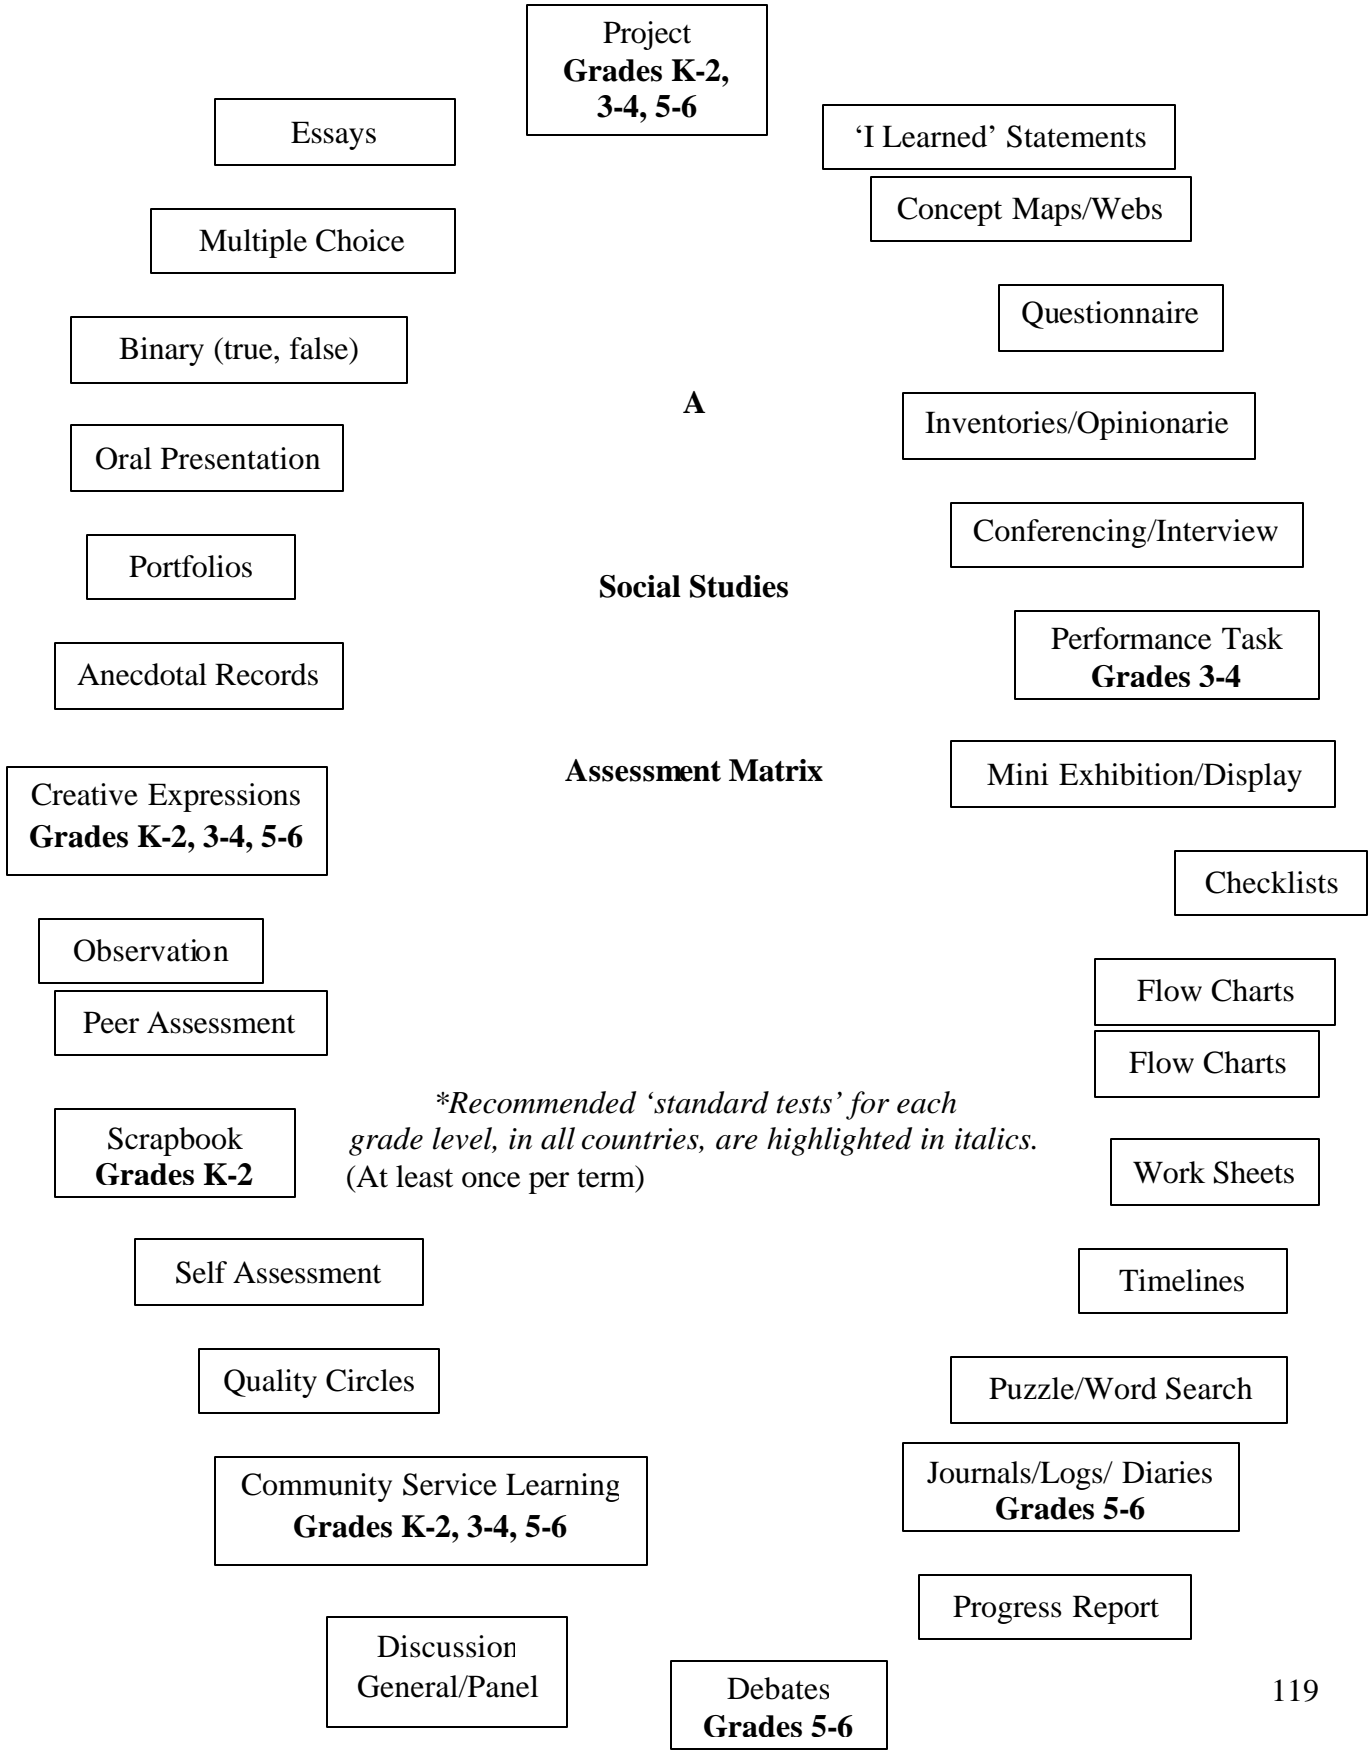 Project
Grades K-2,
3-4, 5-6
Essays
‘I Learned’ Statements
Concept Maps/Webs
Multiple Choice
Questionnaire
Binary (true, false)
A
Inventories/Opinionarie
Oral Presentation
Conferencing/Interview
Portfolios
Social Studies
Performance Task
Grades 3-4
Anecdotal Records
Assessment Matrix
Mini Exhibition/Display
Creative Expressions
Grades K-2, 3-4, 5-6
Checklists
Observation
Flow Charts
Peer Assessment
Flow Charts
*Recommended ‘standard tests’ for each
grade level, in all countries, are highlighted in italics.
(At least once per term)
Scrapbook
Grades K-2
Work Sheets
Self Assessment
Timelines
Quality Circles
Puzzle/Word Search
Community Service Learning
Grades K-2, 3-4, 5-6
Journals/Logs/ Diaries
Grades 5-6
Progress Report
Discussion
General/Panel
Debates
Grades 5-6
119